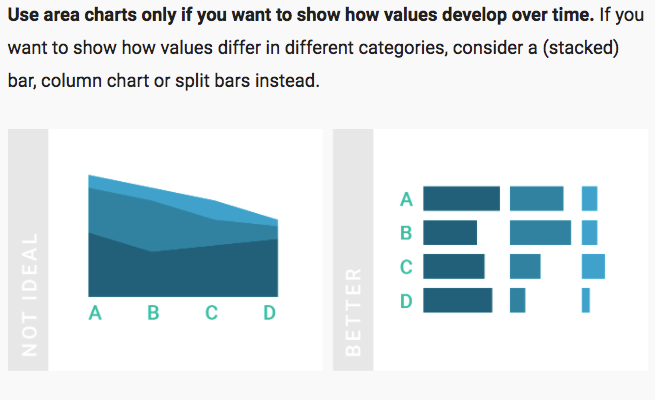 Use area charts only if you want to show how values develop over time. If you
want to show how values differ in different categories, consider a (stacked)
bar, column chart or split bars instead.
NOT IDEAL
A B C D
BETTER
A
B
C
D